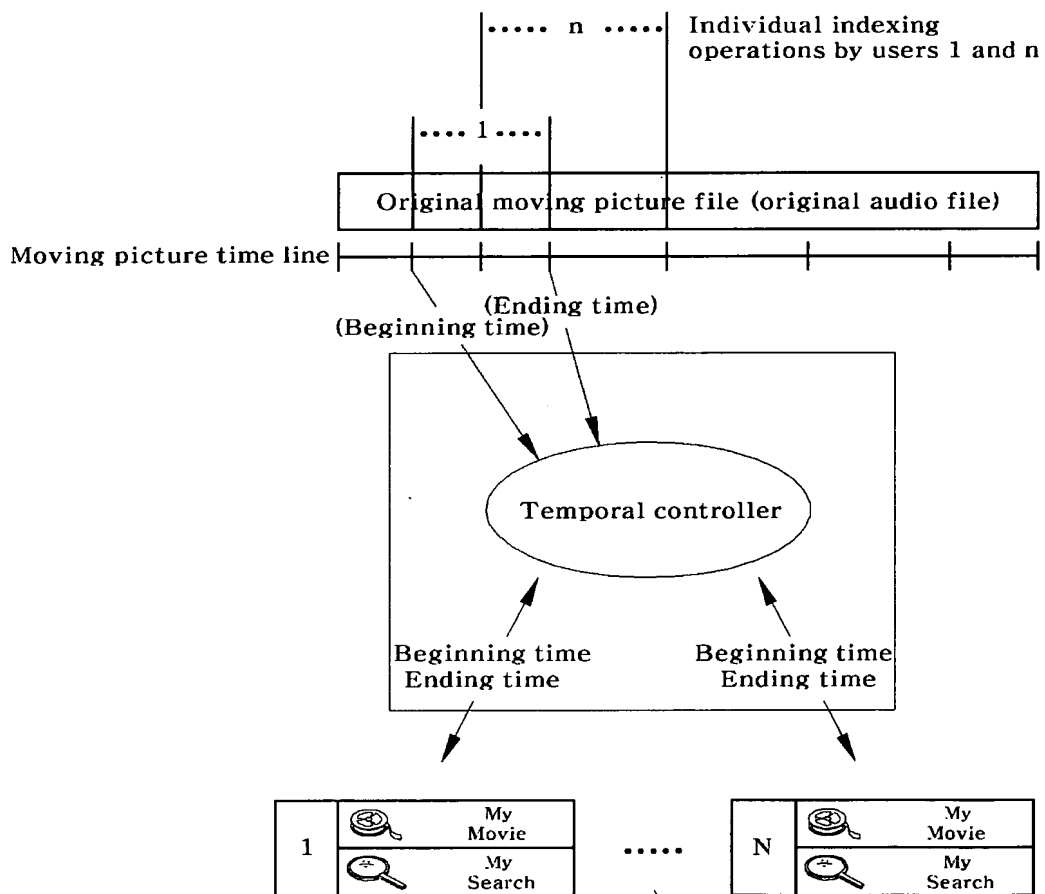 ..... n ..... Individual indexing
operations by users 1 and n
.... 1 ....
Original moving picture file (original audio file)
Moving picture time line
(Ending time)
(Beginning time)
Temporal controller
Beginning time
Ending time
Beginning time
Ending time
1
My
Movie
My
Search
.....
N
My
Movie
My
Search